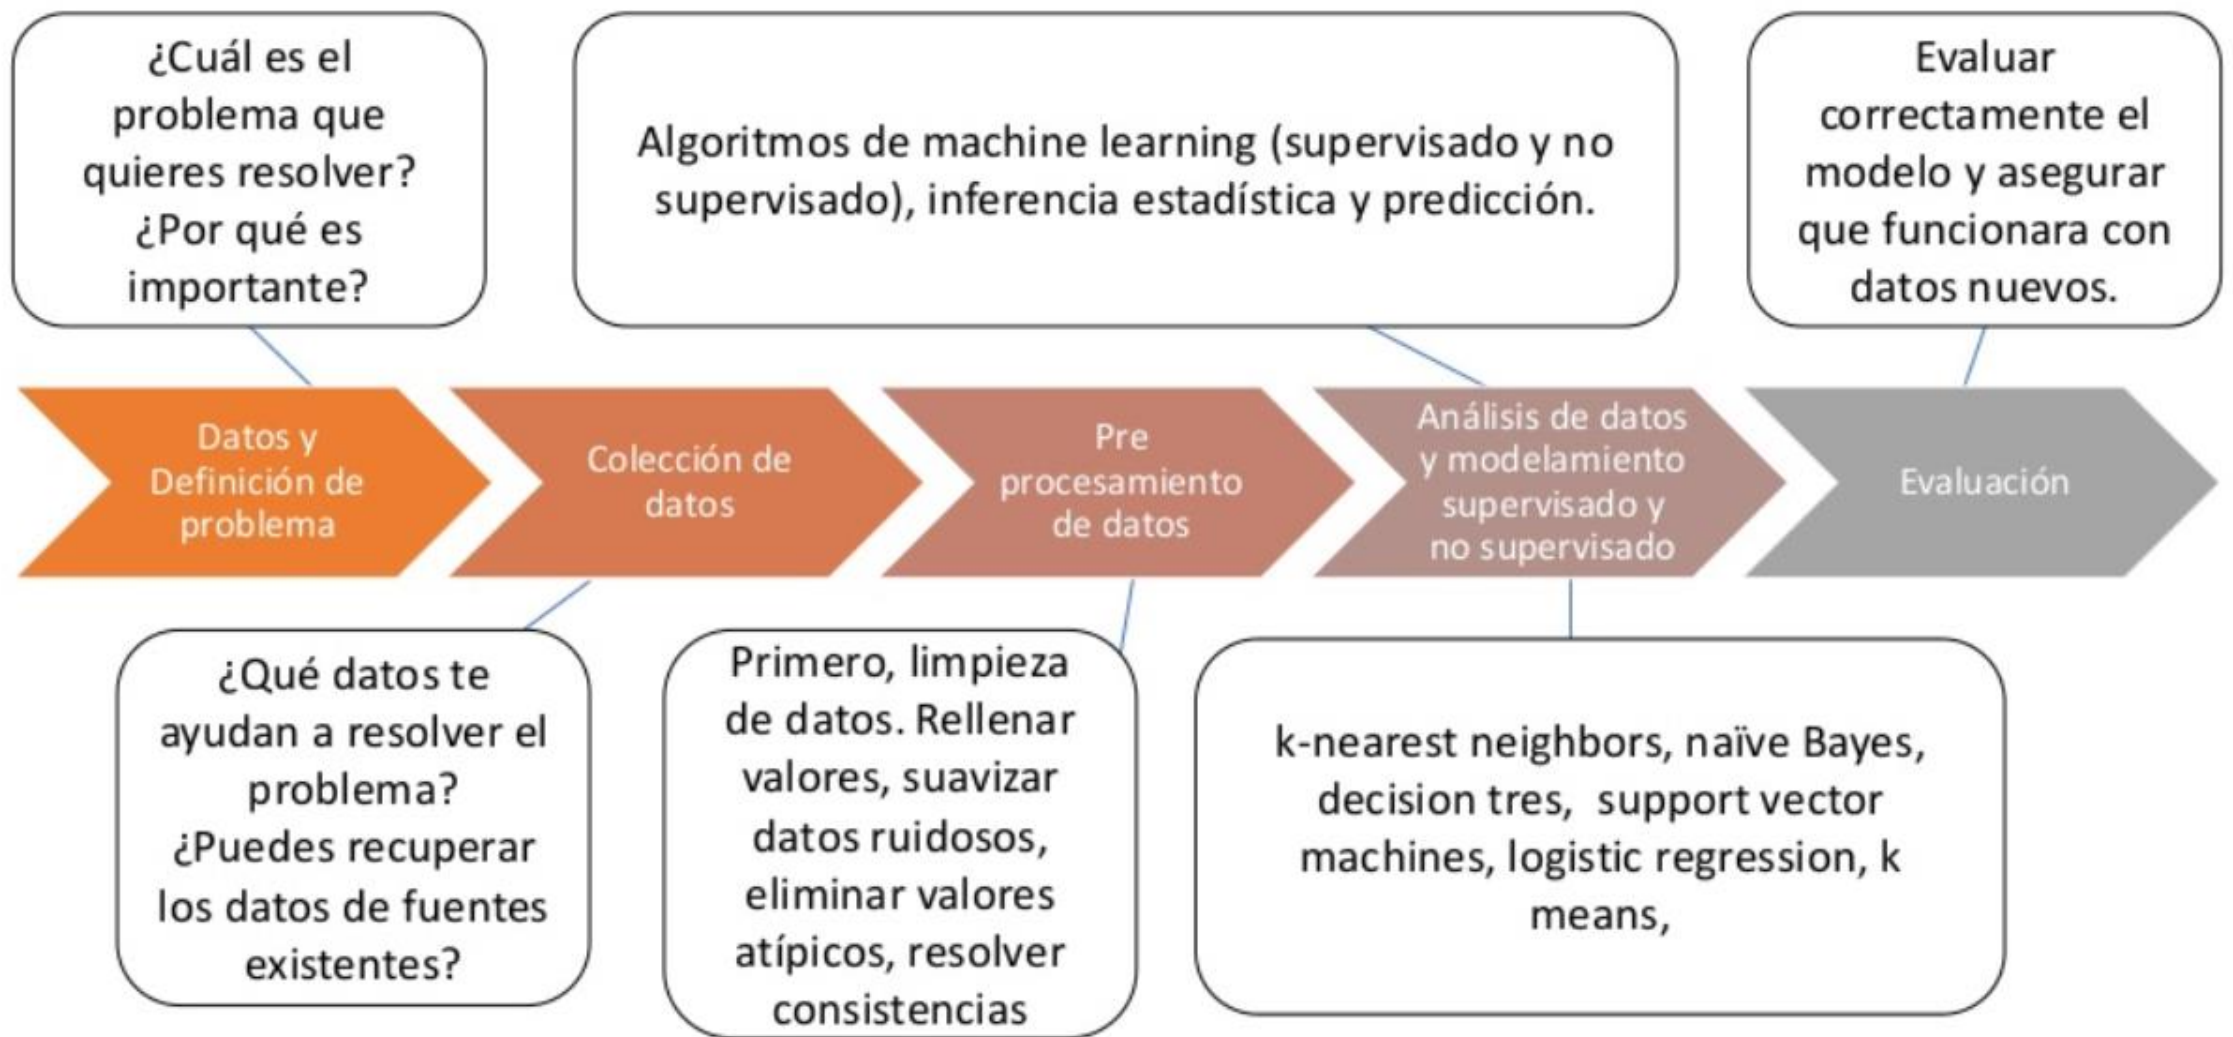 ¿Cuál es el
problema que
quieres resolver?
¿Por qué es
importante?
Algoritmos de machine learning (supervisado y no
supervisado), inferencia estadística y predicción.
Evaluar
correctamente el
modelo y asegurar
que funcionara con
datos nuevos.
Datos y
Definición de
problema
Colección de
datos
Pre
procesamiento
de datos
Análisis de datos
y modelamiento
supervisado y
no supervisado
Evaluación
¿Qué datos te
ayudan a resolver el
problema?
¿Puedes recuperar
los datos de fuentes
existentes?
Primero, limpieza
de datos. Rellenar
valores, suavizar
datos ruidosos,
eliminar valores
atípicos, resolver
consistencias
k-nearest neighbors, naïve Bayes,
decision tres,  support vector
machines, logistic regression, k
means,